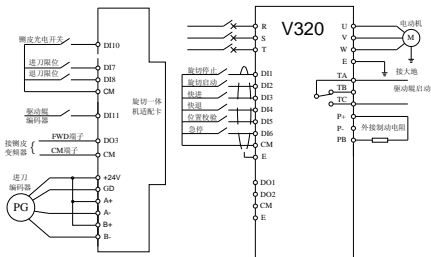 侧皮光电开关
DI10
进刀限位
DI7
退刀限位
DI8
CM
旋切一体
机适配卡
驱动辊
编码器
DI11
FWD端子
DO3
接侧皮
变频器
CM端子
CM
进刀
编码器
+24V
GD
A+
A-
B+
B-
PG
R
S
T
V320
U
V
W
E
电动机
M
接大地
旋切停止
DI1
旋切启动
DI2
快进
DI3
快退
DI4
位置校验
DI5
急停
DI6
CM
E
DO1
DO2
CM
E
TA
TB
TC
驱动辊启动
P+
P-
PB
外接制动电阻